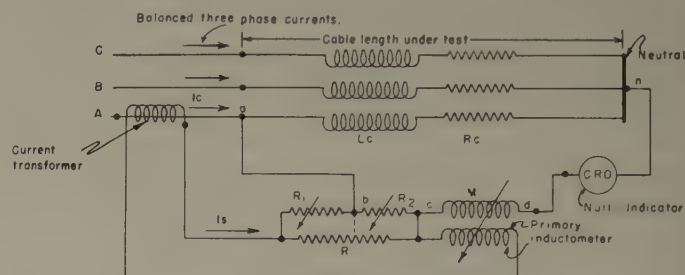 Balanced three phase currents.
Cable length under test
C
Neutral
B
n
Ic
A
a
Lc
Rc
Current
transformer
CRO
Null Indicator
M
R1
b
R2
c
d
Is
R
Primary
inductometer